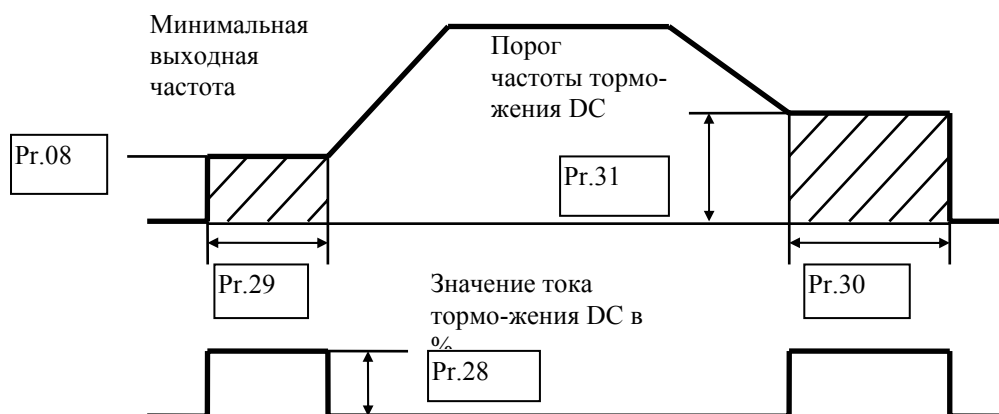 Минимальная
выходная
частота
Порог
частоты тормо-
жения DC
Pr.08
Pr.31
Pr.29
Значение тока
тормо-жения DC в
%
Pr.30
Pr.28